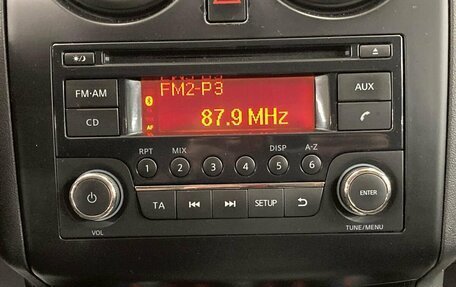 FM2-P3
87.9 MHz
AF
FM·AM
CD
AUX
RPT MIX DISP A-Z
1 2 3 4 5 6
TA SETUP
ENTER
VOL
TUNE/MENU